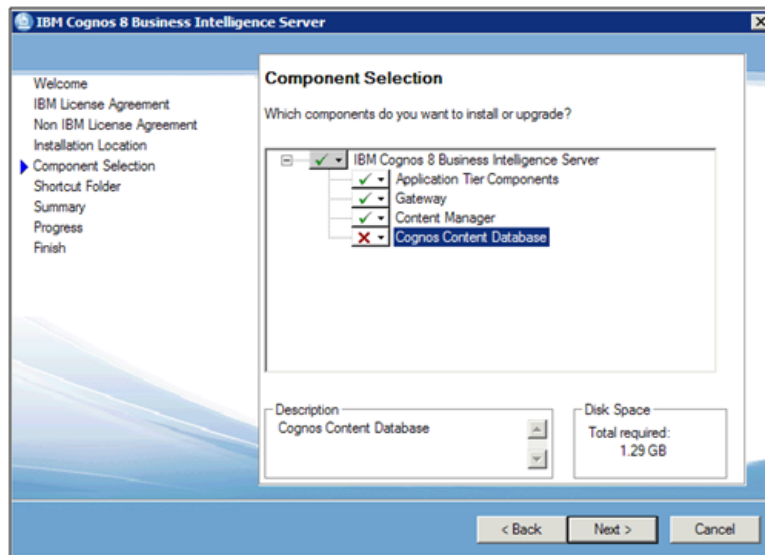 IBM Cognos 8 Business Intelligence Server
Welcome
IBM License Agreement
Non IBM License Agreement
Installation Location
Component Selection
Shortcut Folder
Summary
Progress
Finish
Component Selection
Which components do you want to install or upgrade?
IBM Cognos 8 Business Intelligence Server
Application Tier Components
Gateway
Content Manager
Cognos Content Database
Description
Cognos Content Database
Disk Space
Total required:
1.29 GB
< Back
Next >
Cancel